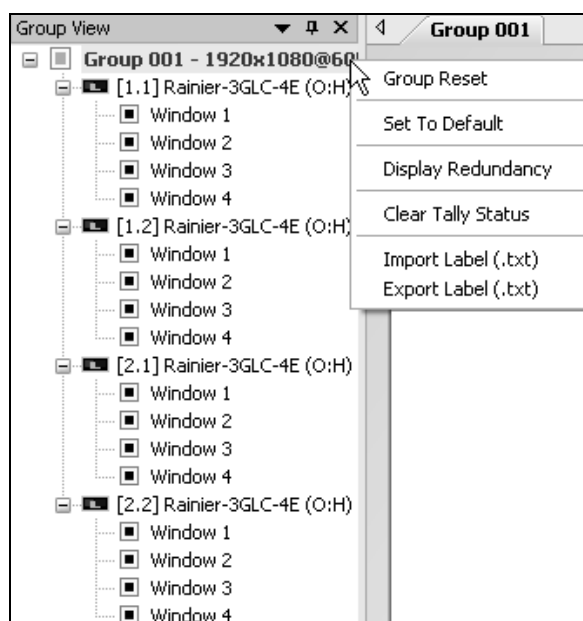 Group View
Group 001
Group 001 - 1920x1080@60
[1.1] Rainier-3GLC-4E (O:H)
Window 1
Window 2
Window 3
Window 4
[1.2] Rainier-3GLC-4E (O:H)
Window 1
Window 2
Window 3
Window 4
[2.1] Rainier-3GLC-4E (O:H)
Window 1
Window 2
Window 3
Window 4
[2.2] Rainier-3GLC-4E (O:H)
Window 1
Window 2
Window 3
Window 4
Group Reset
Set To Default
Display Redundancy
Clear Tally Status
Import Label (.txt)
Export Label (.txt)